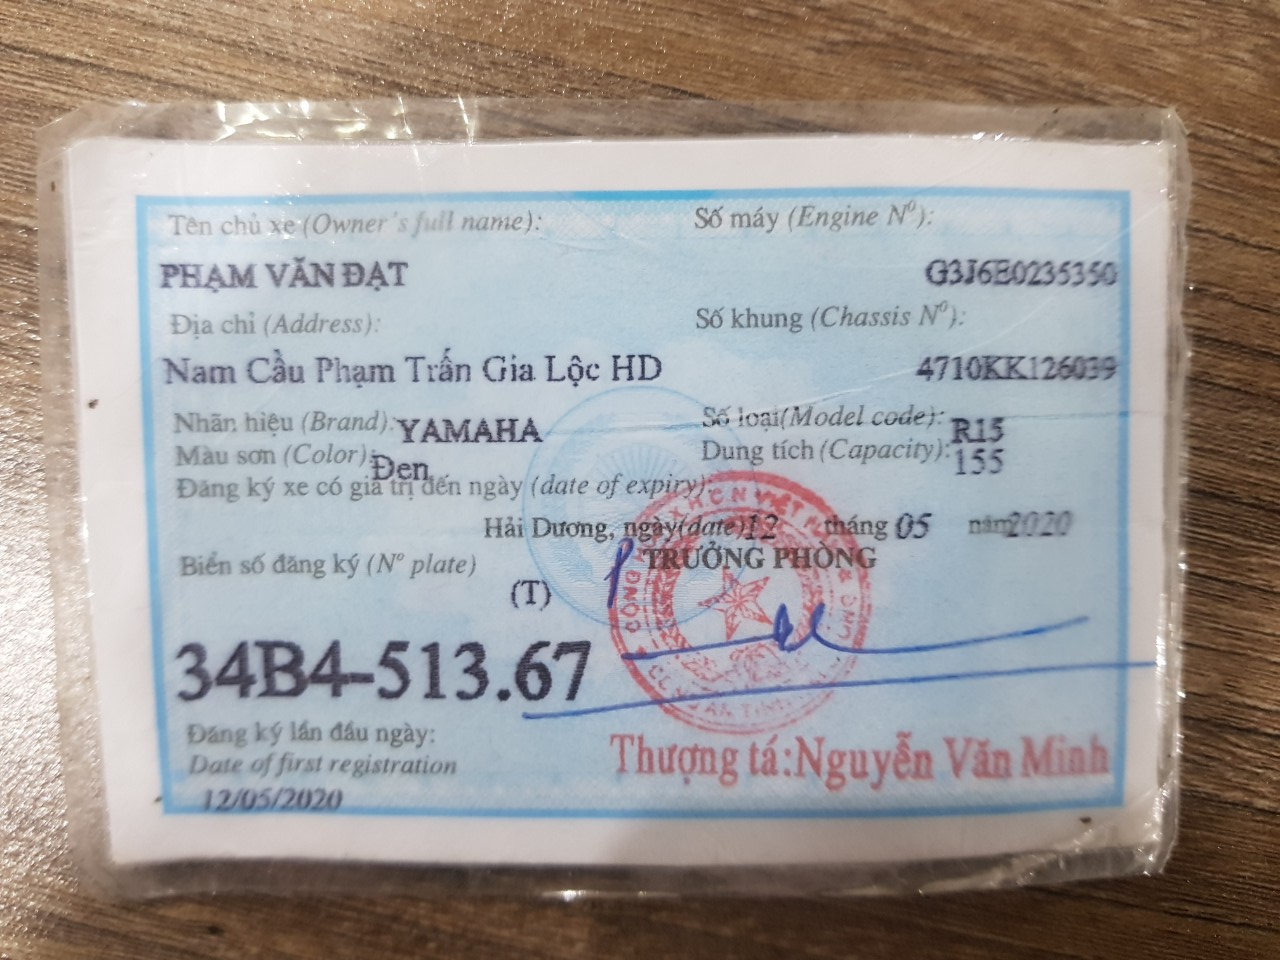 Tên chủ xe (Owner's full name):
PHẠM VĂN ĐẠT
Số máy (Engine Nº):
G3J6E0235350
Địa chỉ (Address):
Nam Cầu Phạm Trấn Gia Lộc HD
Số khung (Chassis Nº):
4710KK126039
Nhãn hiệu (Brand): YAMAHA
Số loại (Model code): R15
Màu sơn (Color): Đen
Dung tích (Capacity): 155
Đăng ký xe có giá trị đến ngày (date of expiry):
Hải Dương, ngày (date) 12 tháng 05 năm 2020
Biển số đăng ký (Nº plate)
TRƯỞNG PHÒNG
(T)
34B4-513.67
Đăng ký lần đầu ngày:
Date of first registration
12/05/2020
Thượng tá: Nguyễn Văn Minh